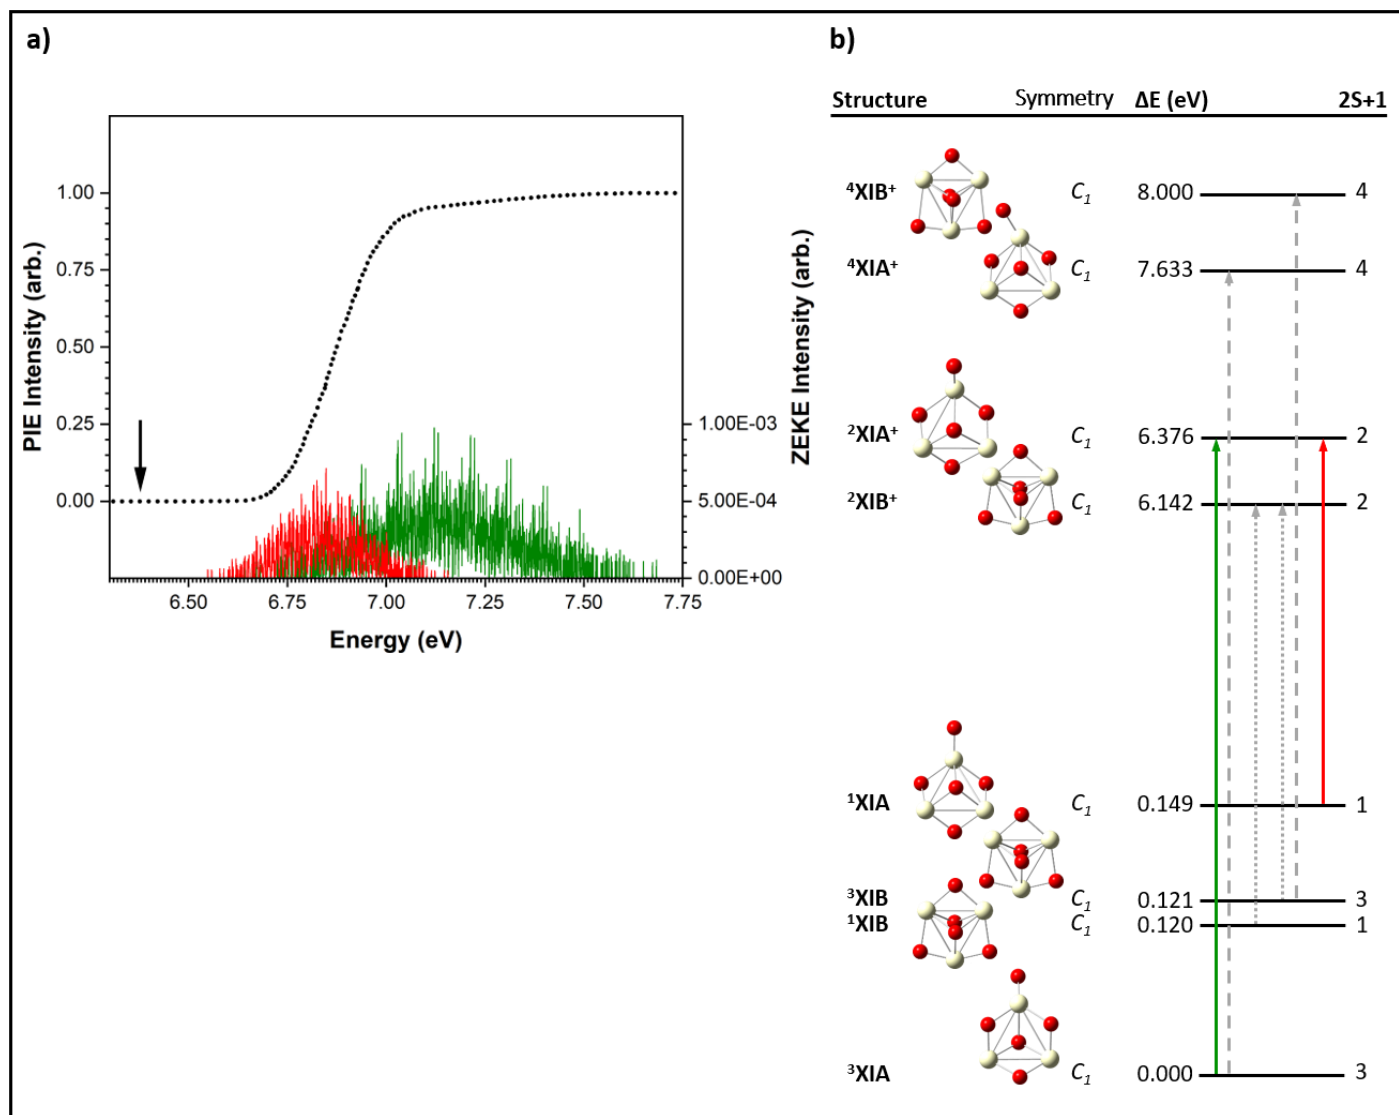 a)
PIE Intensity (arb.)
1.00
0.75
0.50
0.25
0.00
1.00E-03
5.00E-04
0.00E+00
ZEKE Intensity (arb.)
6.50 6.75 7.00 7.25 7.50 7.75
Energy (eV)
b)
Structure Symmetry ΔE (eV) 2S+1
⁴XIB⁺ C₁ 8.000 4
⁴XIA⁺ C₁ 7.633 4
²XIA⁺ C₁ 6.376 2
²XIB⁺ C₁ 6.142 2
¹XIA C₁ 0.149 1
³XIB C₁ 0.121 3
¹XIB C₁ 0.120 1
³XIA C₁ 0.000 3